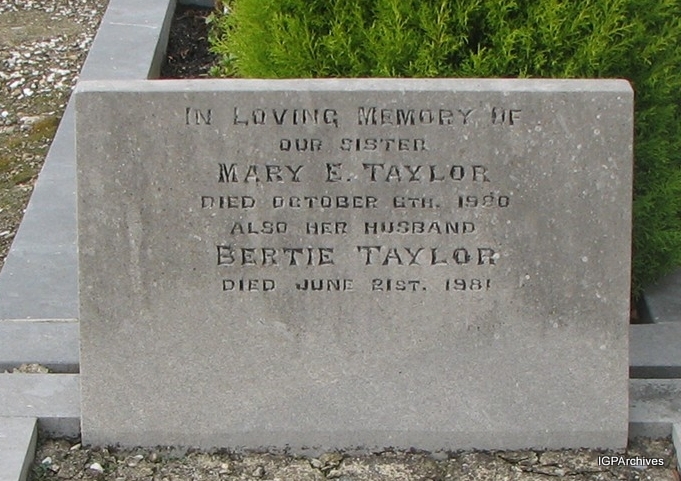 IN LOVING MEMORY OF
OUR SISTER
MARY E. TAYLOR
DIED OCTOBER 6TH. 1980
ALSO HER HUSBAND
BERTIE TAYLOR
DIED JUNE 21ST. 1981
IGPArchives